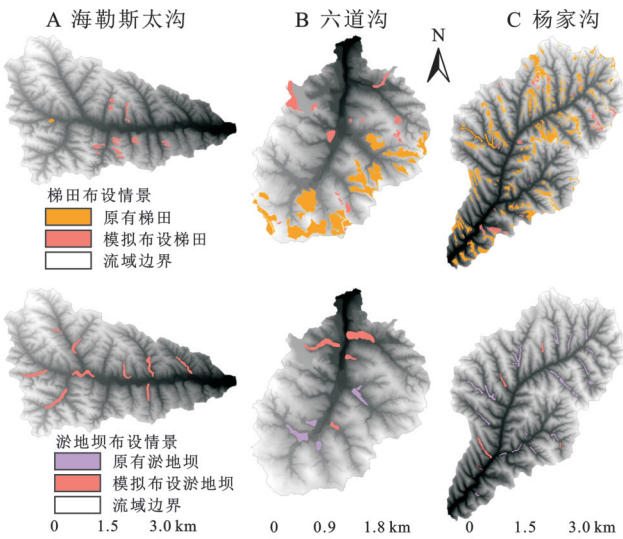 A 海勒斯太沟
B 六道沟
C 杨家沟
N
梯田布设情景
原有梯田
模拟布设梯田
流域边界
淤地坝布设情景
原有淤地坝
模拟布设淤地坝
流域边界
0 1.5 3.0 km
0 0.9 1.8 km
0 1.5 3.0 km